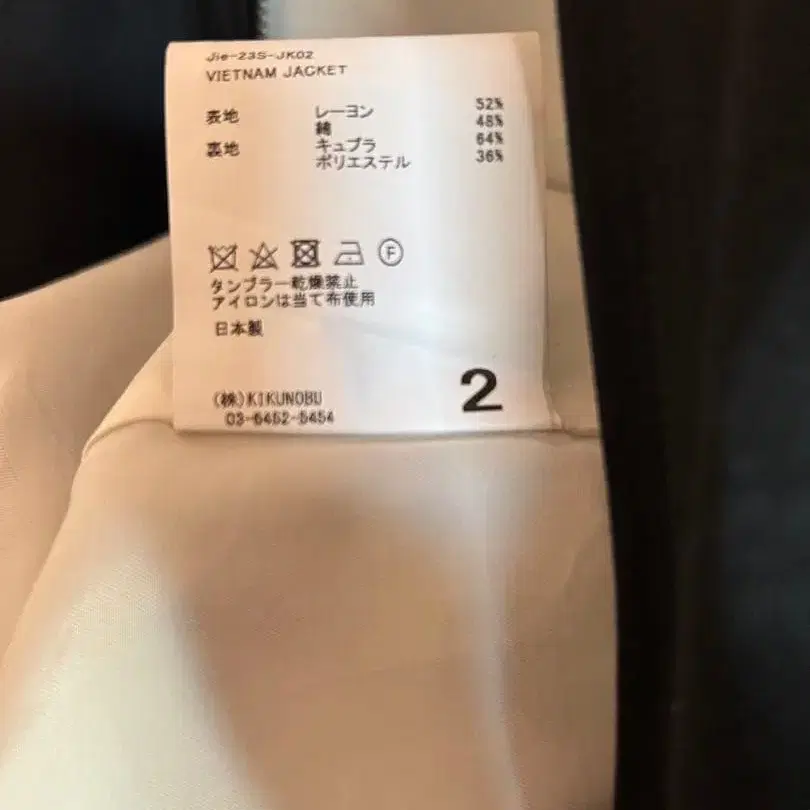 Jie-23S-JK02
VIETNAM JACKET
表地 レーヨン 52%
綿 48%
裏地 キュプラ 64%
ポリエステル 36%
F
タンブラー乾燥禁止
アイロンは当て布使用
日本製
(株)KIKUNOBU
03-6452-5454
2